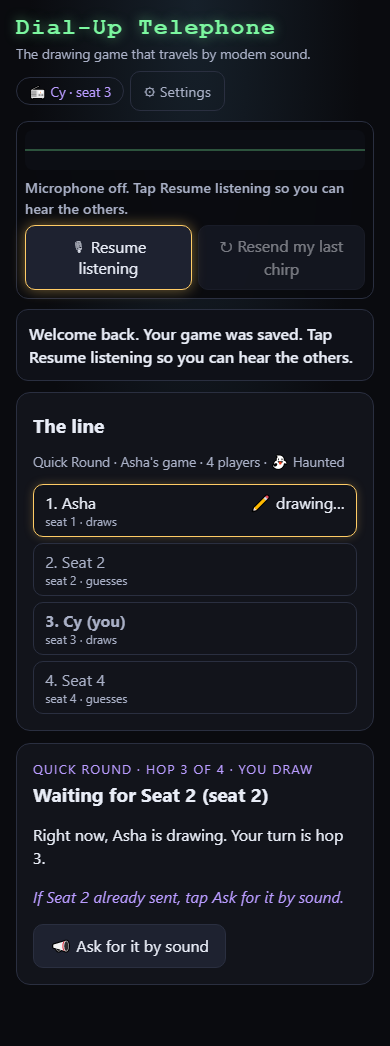 Dial-Up Telephone
The drawing game that travels by modem sound.
📻 Cy · seat 3
⚙ Settings
Microphone off. Tap Resume listening so you can
hear the others.
🎙 Resume
listening
↻ Resend my last
chirp
Welcome back. Your game was saved. Tap
Resume listening so you can hear the others.
The line
Quick Round · Asha's game · 4 players · 👻 Haunted
1. Asha
✏️ drawing...
seat 1 · draws
2. Seat 2
seat 2 · guesses
3. Cy (you)
seat 3 · draws
4. Seat 4
seat 4 · guesses
QUICK ROUND · HOP 3 OF 4 · YOU DRAW
Waiting for Seat 2 (seat 2)
Right now, Asha is drawing. Your turn is hop
3.
If Seat 2 already sent, tap Ask for it by sound.
📢 Ask for it by sound